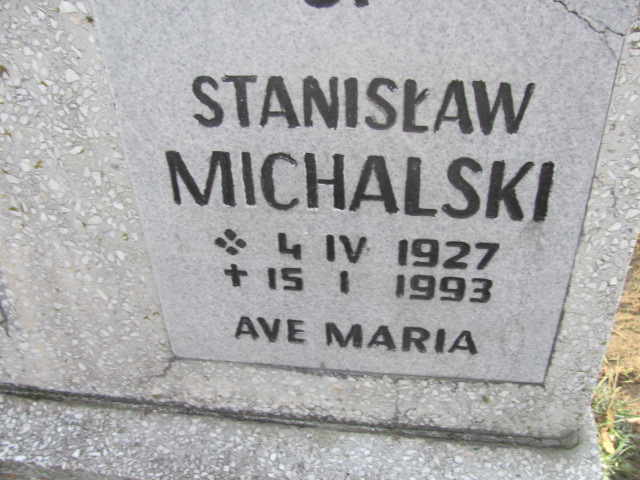 STANISŁAW
MICHALSKI
4 IV 1927
✝ 15 I 1993
AVE MARIA